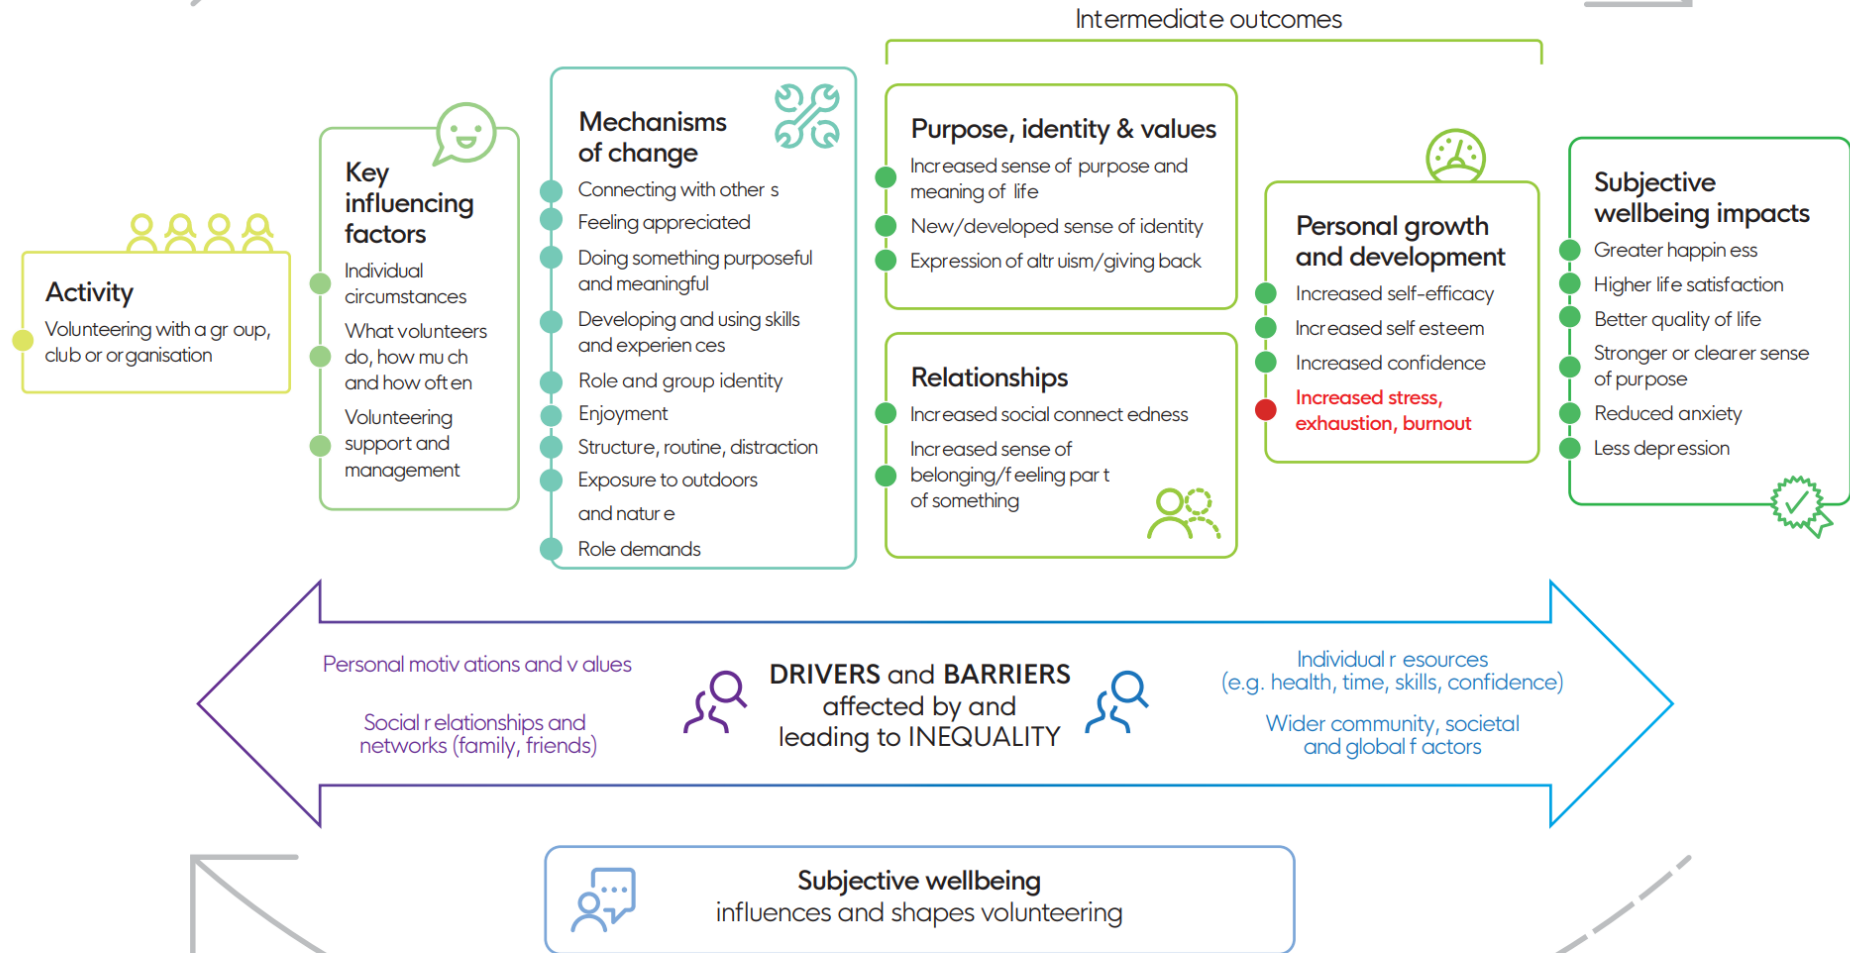 Intermediate outcomes
Activity
Volunteering with a gr oup,
club or or ganisation
Key
influencing
factors
Individual
circumstances
What volunteers
do, how mu ch
and how oft en
Volunteering
support and
management
Mechanisms
of change
Connecting with other s
Feeling appreciated
Doing something purposeful
and meaningful
Developing and using skills
and experien ces
Role and group identity
Enjoyment
Structure, routine, distraction
Exposure to outdoors
and natur e
Role demands
Purpose, identity & values
Increased sense of purpose and
meaning of life
New/developed sense of identity
Expression of altr uism/giving back
Relationships
Increased social connect edness
Increased sense of
belonging/f eeling par t
of something
Personal growth
and development
Increased self-efficacy
Increased self esteem
Increased confidence
Increased stress,
exhaustion, burnout
Subjective
wellbeing impacts
Greater happin ess
Higher life satisfaction
Better quality of life
Stronger or clearer sense
of purpose
Reduced anxiety
Less depression
Personal motiv ations and v alues
Social r elationships and
networks (family, friends)
DRIVERS and BARRIERS
affected by and
leading to INEQUALITY
Individual r esources
(e.g. health, time, skills, confidence)
Wider community, societal
and global f actors
Subjective wellbeing
influences and shapes volunteering